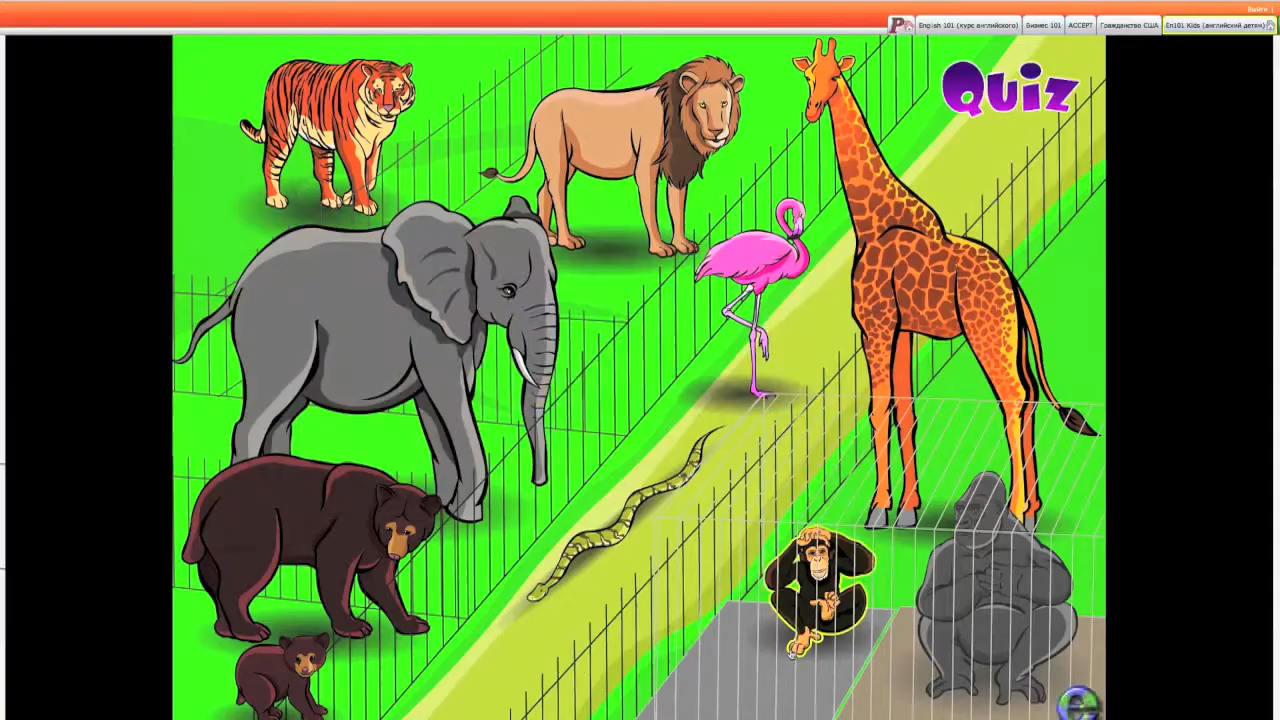 Выйти |
English 101 (курс английского)
Бизнес 101
ACCEPT
Гражданство США
En101 Kids (английский детям)
Quiz